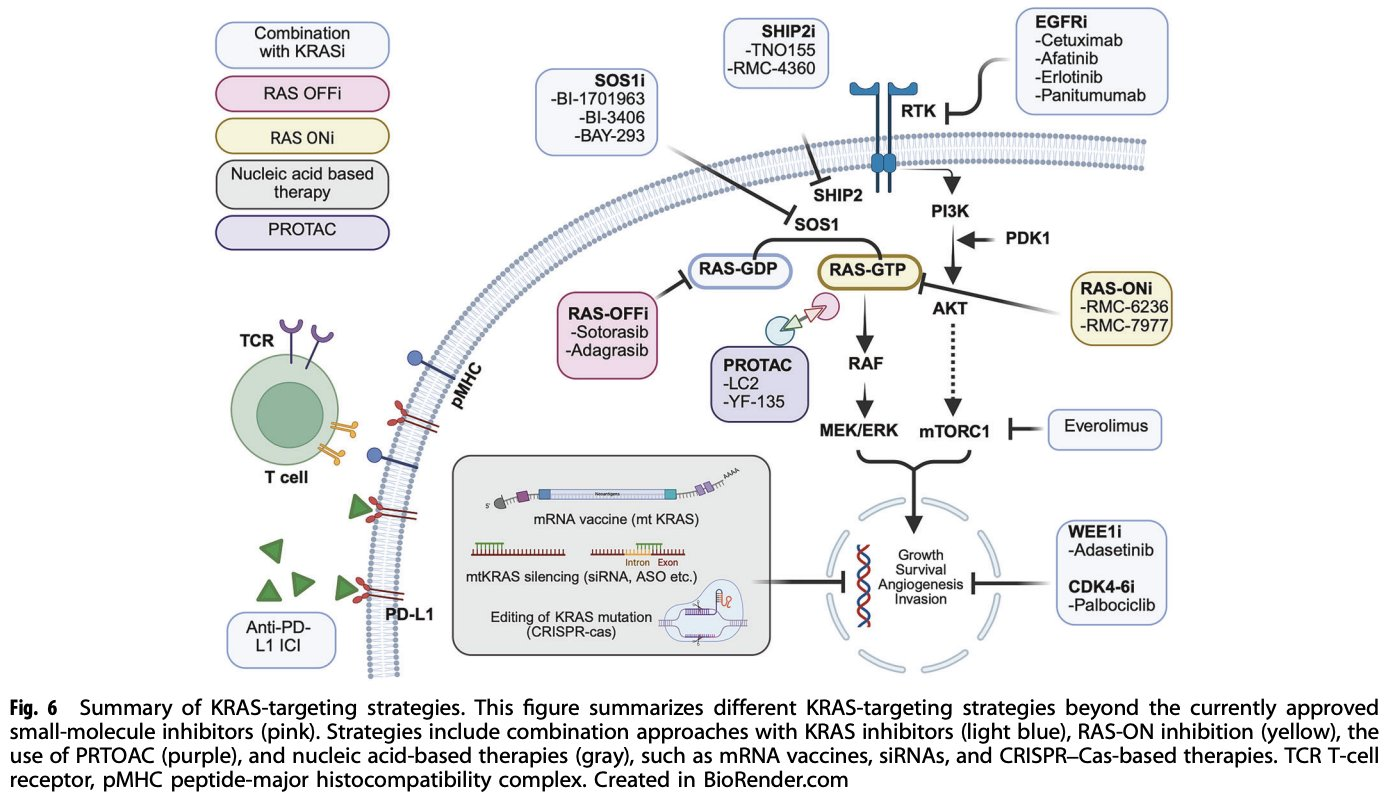 Combination
with KRASi
RAS OFFi
RAS ONi
Nucleic acid based
therapy
PROTAC
SOS1i
-BI-1701963
-BI-3406
-BAY-293
SHIP2i
-TNO155
-RMC-4360
EGFRi
-Cetuximab
-Afatinib
-Erlotinib
-Panitumumab
RTK
SHIP2
SOS1
PI3K
PDK1
RAS-GDP
RAS-GTP
AKT
RAS-OFFi
-Sotorasib
-Adagrasib
RAS-ONi
-RMC-6236
-RMC-7977
PROTAC
-LC2
-YF-135
RAF
MEK/ERK
mTORC1
Everolimus
TCR
T cell
pMHC
PD-L1
Anti-PD-
L1 ICI
5'
Neoantigens
AAAA
mRNA vaccine (mt KRAS)
Intron
Exon
mtKRAS silencing (siRNA, ASO etc.)
Editing of KRAS mutation
(CRISPR-cas)
Growth
Survival
Angiogenesis
Invasion
WEE1i
-Adasetinib
CDK4-6i
-Palbociclib
Fig. 6 Summary of KRAS-targeting strategies. This figure summarizes different KRAS-targeting strategies beyond the currently approved
small-molecule inhibitors (pink). Strategies include combination approaches with KRAS inhibitors (light blue), RAS-ON inhibition (yellow), the
use of PRTOAC (purple), and nucleic acid-based therapies (gray), such as mRNA vaccines, siRNAs, and CRISPR–Cas-based therapies. TCR T-cell
receptor, pMHC peptide-major histocompatibility complex. Created in BioRender.com